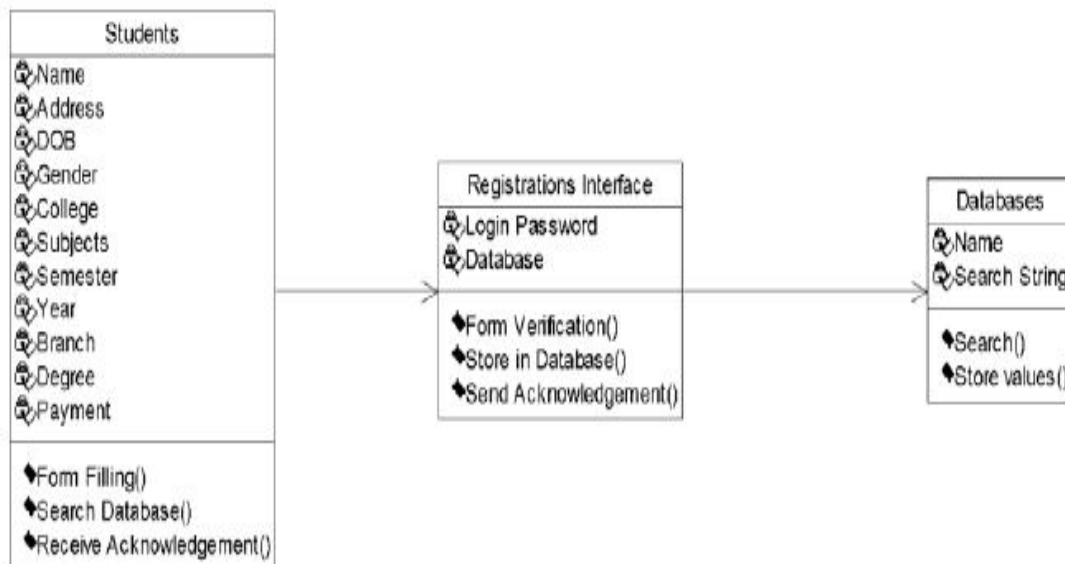 Students
Name
Address
DOB
Gender
College
Subjects
Semester
Year
Branch
Degree
Payment
Form Filling()
Search Database()
Receive Acknowledgement()
Registrations Interface
Login Password
Database
Form Verification()
Store in Database()
Send Acknowledgement()
Databases
Name
Search String
Search()
Store values()